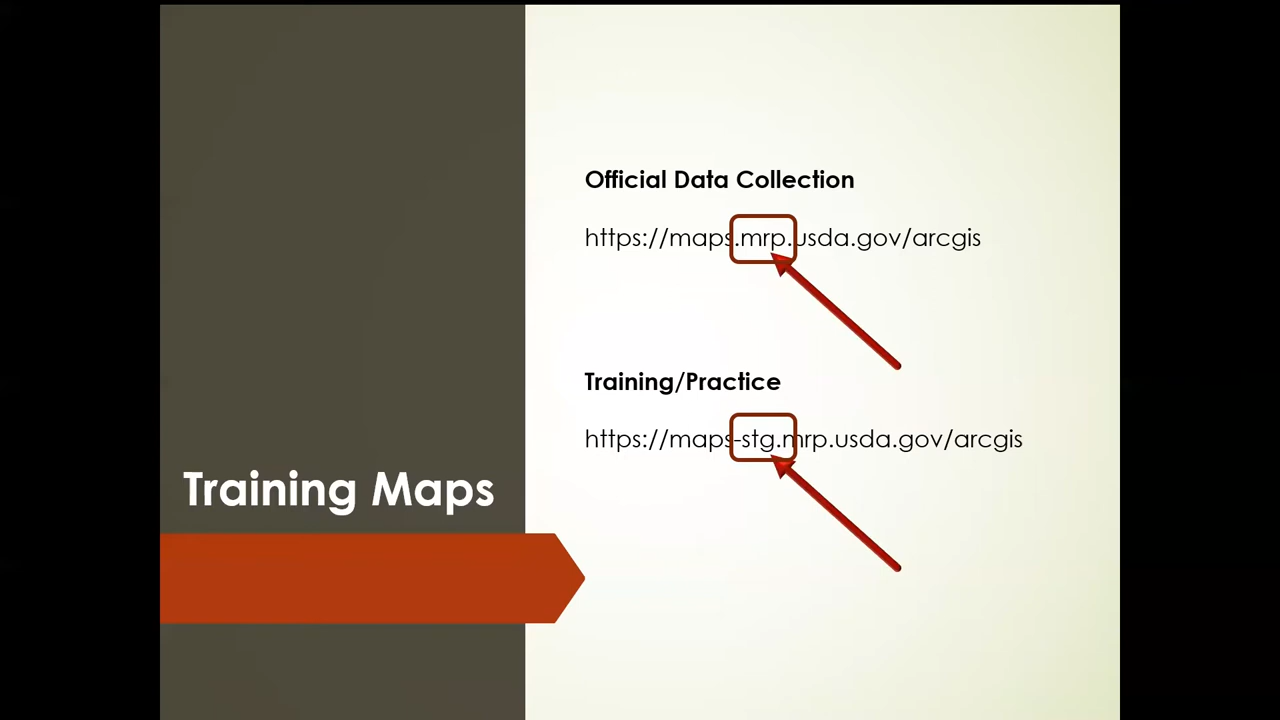 Training Maps
Official Data Collection
https://maps.mrp.usda.gov/arcgis
Training/Practice
https://maps-stg.mrp.usda.gov/arcgis